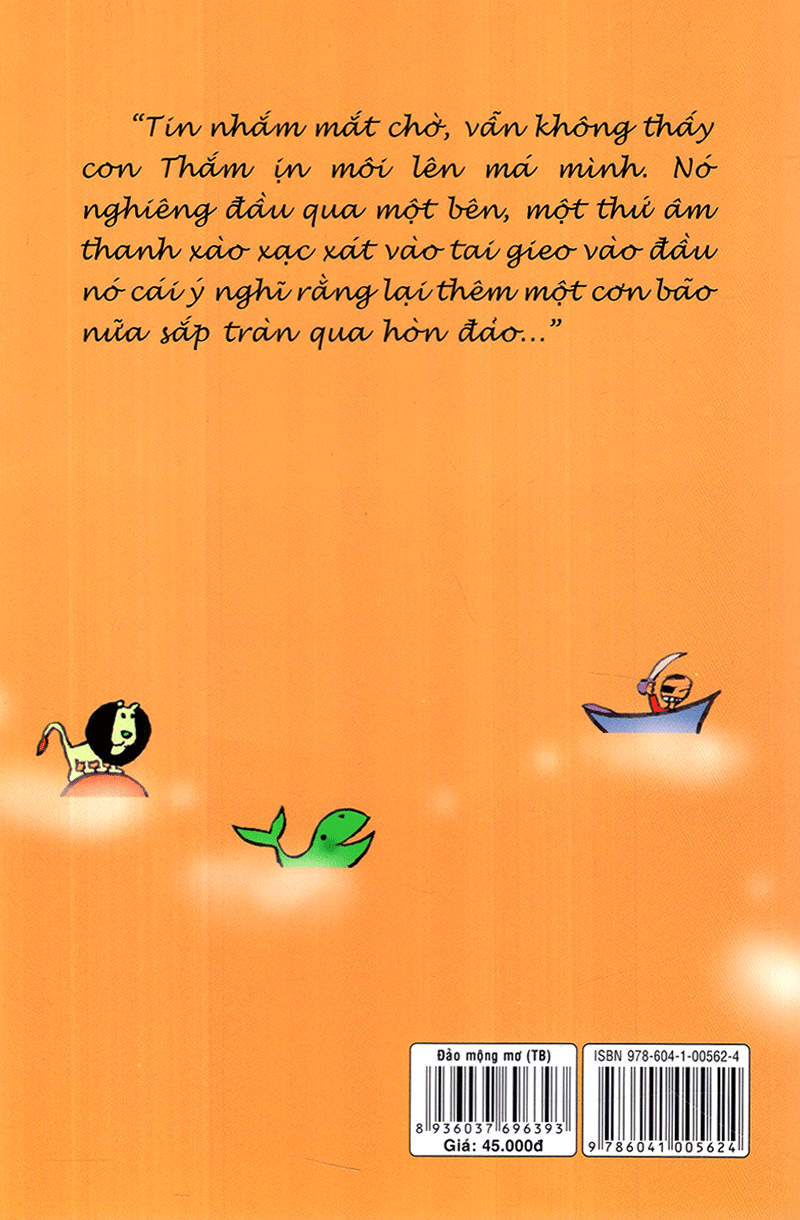 “Tin nhắm mắt chờ, vẫn không thấy
con Thắm ịn môi lên má mình. Nó
nghiêng đầu qua một bên, một thứ âm
thanh xào xạc xát vào tai gieo vào đầu
nó cái ý nghĩ rằng lại thêm một cơn bão
nữa sắp tràn qua hòn đảo...”
Đảo mộng mơ (TB)
8 936037 696393
Giá: 45.000đ
ISBN 978-604-1-00562-4
9 786041 005624